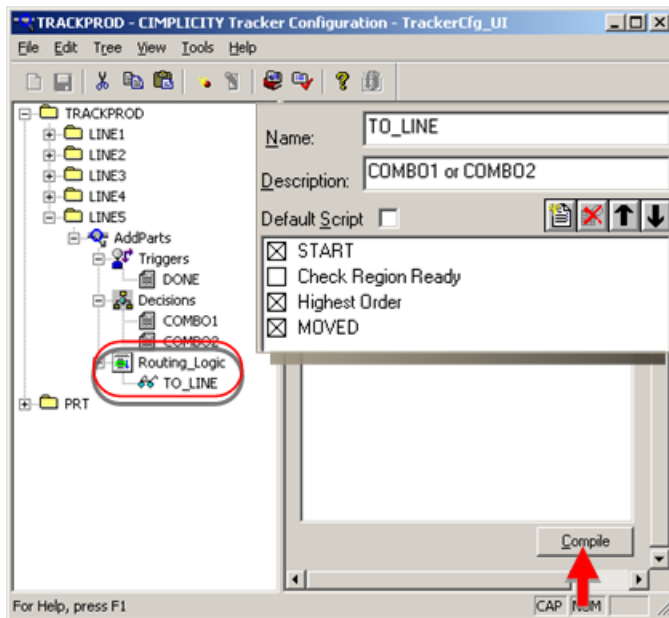 TRACKPROD - CIMPLICITY Tracker Configuration - TrackerCfg_UI
File Edit Tree View Tools Help
TRACKPROD
LINE1
LINE2
LINE3
LINE4
LINE5
AddParts
Triggers
DONE
Decisions
COMBO1
COMBO2
Routing_Logic
TO_LINE
PRT
Name: TO_LINE
Description: COMBO1 or COMBO2
Default Script
START
Check Region Ready
Highest Order
MOVED
Compile
For Help, press F1
CAP NUM